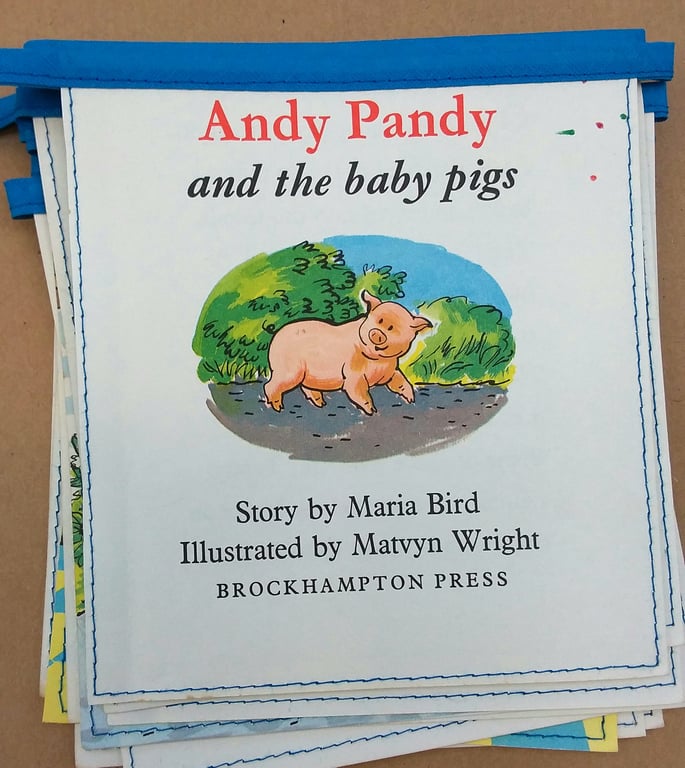 Andy Pandy
and the baby pigs
Story by Maria Bird
Illustrated by Matvyn Wright
BROCKHAMPTON PRESS